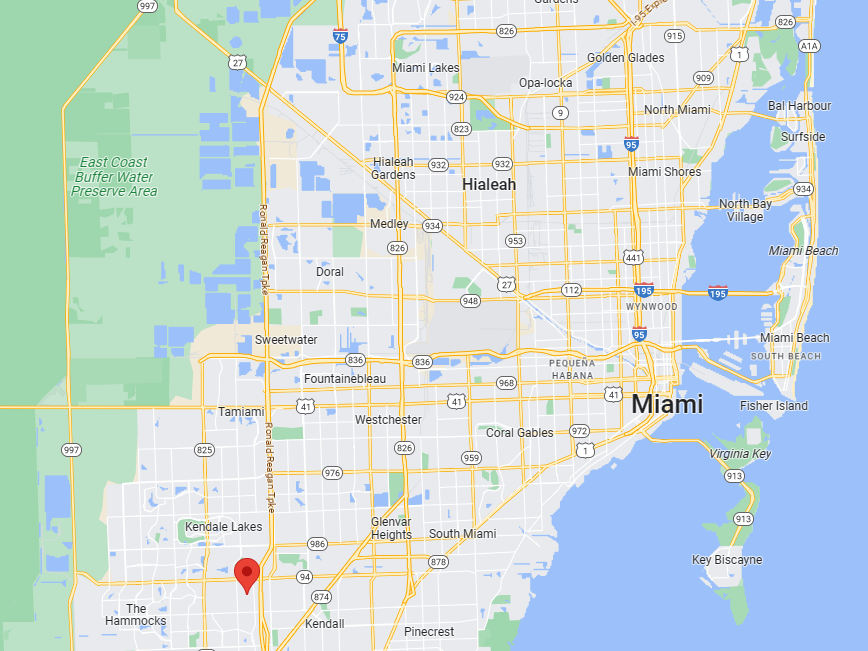 Gardens
997
I-95 Expre
826
826
75
915
A1A
1
27
Golden Glades
Miami Lakes
909
Opa-locka
924
Bal Harbour
North Miami
9
823
Surfside
95
East Coast
Buffer Water
Preserve Area
Hialeah
Gardens
932
932
Miami Shores
Hialeah
934
North Bay
Village
Ronald Reagan Tpke
Medley
934
953
826
Miami Beach
441
Doral
27
112
195
195
948
WYNWOOD
95
Sweetwater
Miami Beach
SOUTH BEACH
836
836
PEQUEÑA
HABANA
Fountainebleau
968
41
41
41
Miami
Fisher Island
Tamiami
Westchester
Coral Gables
972
Ronald Reagan Tpke
997
825
826
1
Virginia Key
959
976
913
913
Kendale Lakes
Glenvar
Heights
South Miami
986
878
Key Biscayne
94
874
The
Hammocks
Kendall
Pinecrest